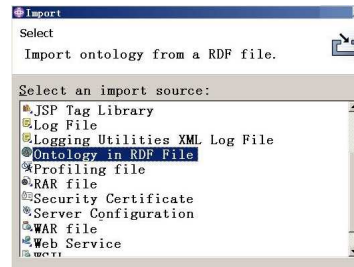 Import
Select
Import ontology from a RDF file.
Select an import source:
JSP Tag Library
Log File
Logging Utilities XML Log File
Ontology in RDF File
Profiling file
RAR file
Security Certificate
Server Configuration
WAR file
Web Service
WSIL